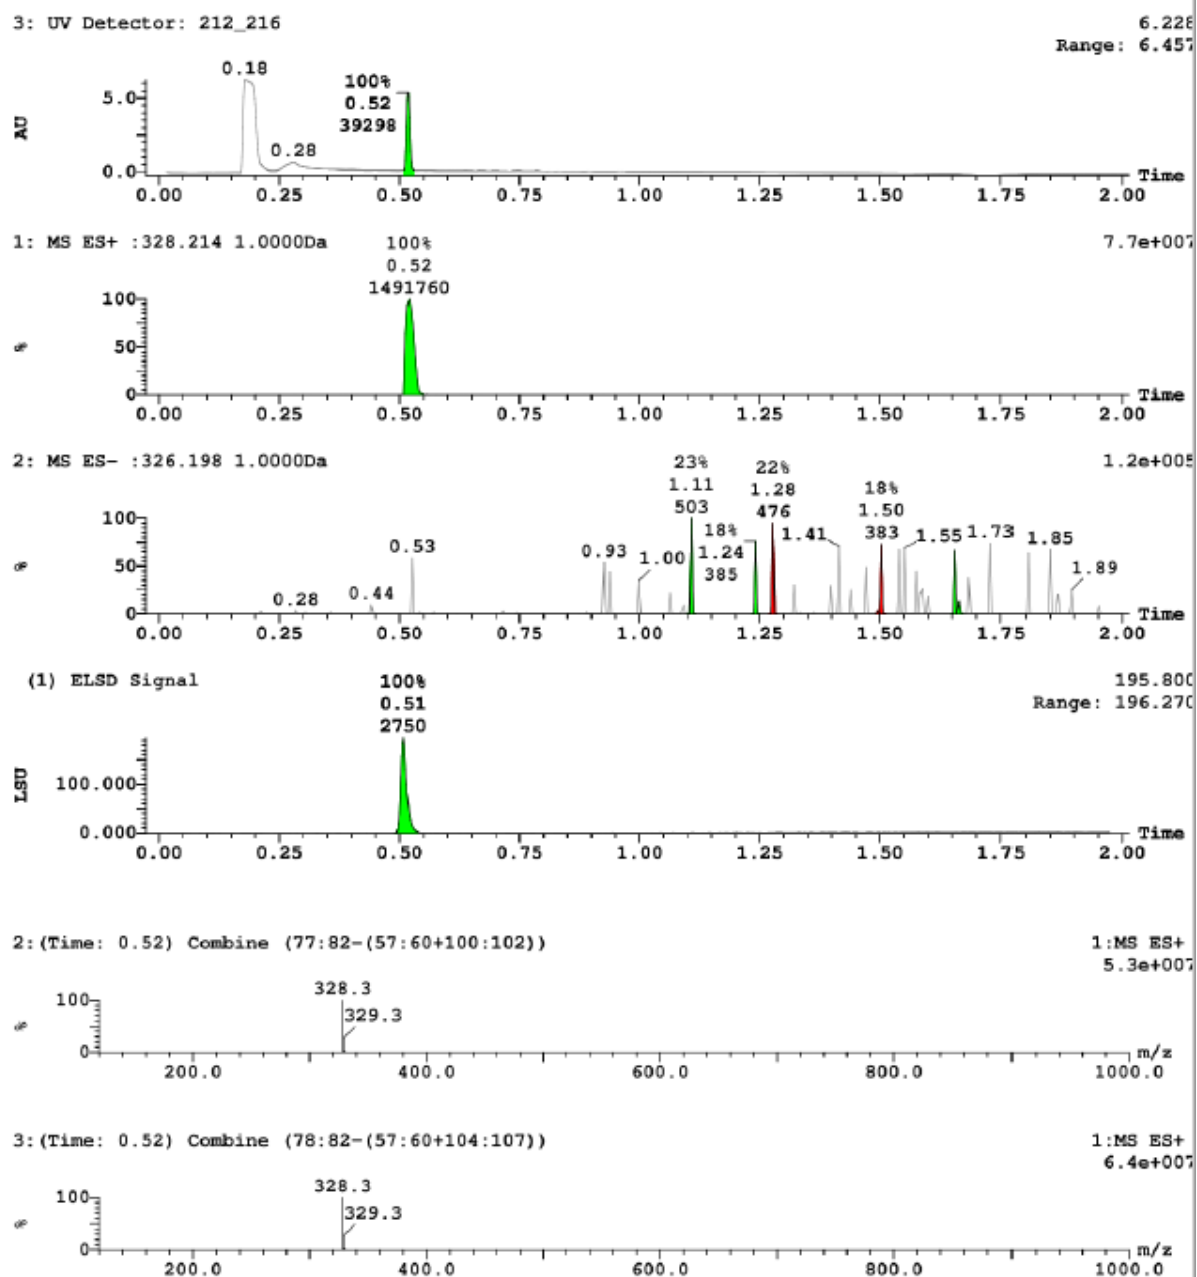 3: UV Detector: 212_216
6.228
Range: 6.457
0.18
100%
0.52
39298
0.28
5.0
0.0
AU
0.00 0.25 0.50 0.75 1.00 1.25 1.50 1.75 2.00 Time
1: MS ES+ :328.214 1.0000Da
7.7e+007
100%
0.52
1491760
100
50
0
%
0.00 0.25 0.50 0.75 1.00 1.25 1.50 1.75 2.00 Time
2: MS ES- :326.198 1.0000Da
1.2e+005
23%
1.11
503
22%
1.28
476
18%
1.50
383
18%
1.24
385
0.28
0.44
0.53
0.93
1.00
1.41
1.55
1.73
1.85
1.89
100
50
0
%
0.00 0.25 0.50 0.75 1.00 1.25 1.50 1.75 2.00 Time
(1) ELSD Signal
195.800
Range: 196.270
100%
0.51
2750
100.000
0.000
LSU
0.00 0.25 0.50 0.75 1.00 1.25 1.50 1.75 2.00 Time
2:(Time: 0.52) Combine (77:82-(57:60+100:102))
1:MS ES+
5.3e+007
328.3
329.3
100
0
%
200.0 400.0 600.0 800.0 1000.0 m/z
3:(Time: 0.52) Combine (78:82-(57:60+104:107))
1:MS ES+
6.4e+007
328.3
329.3
100
0
%
200.0 400.0 600.0 800.0 1000.0 m/z